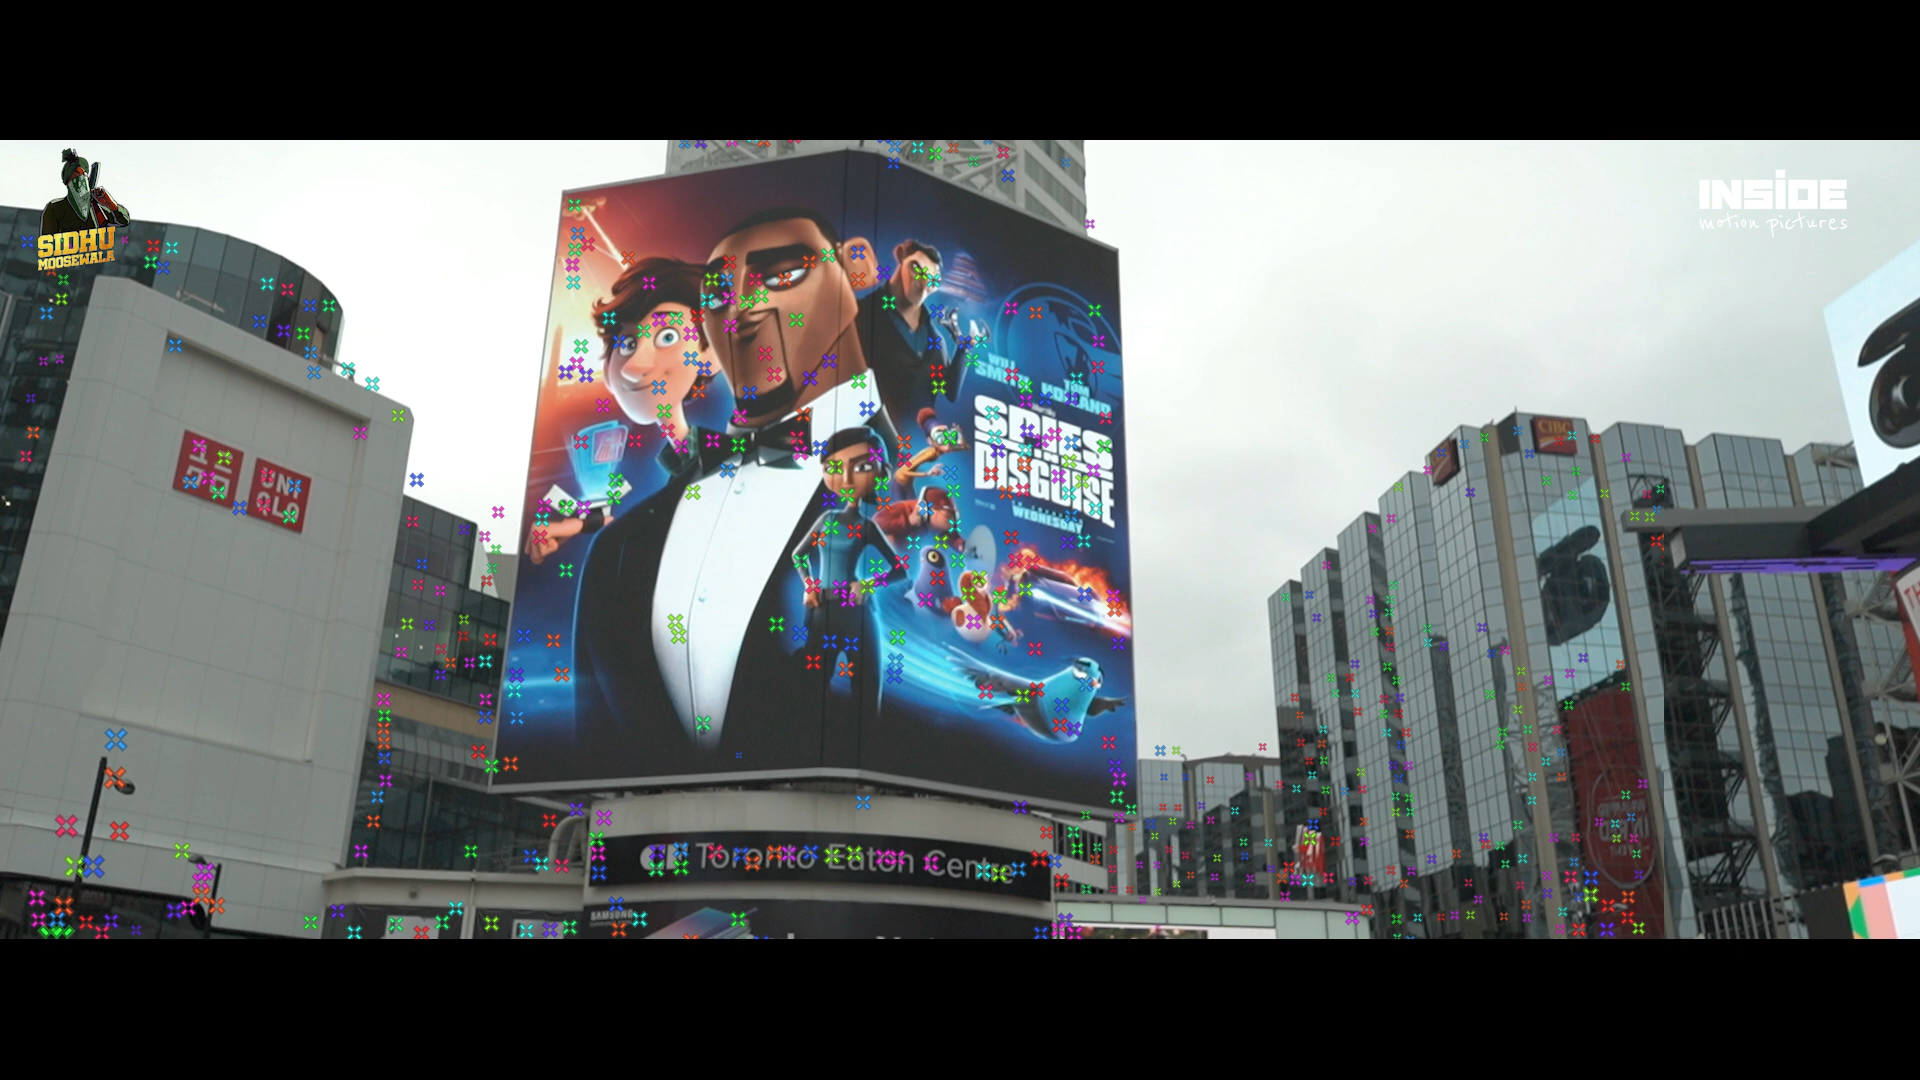 SIDHU
MOOSEWALA
INSIDE
motion pictures
WILL
SMITH
TOM
HOLLAND
SPIES
IN
DISGUISE
WEDNESDAY
UNI
QLO
CIBC
Toronto Eaton Centre
SAMSUNG